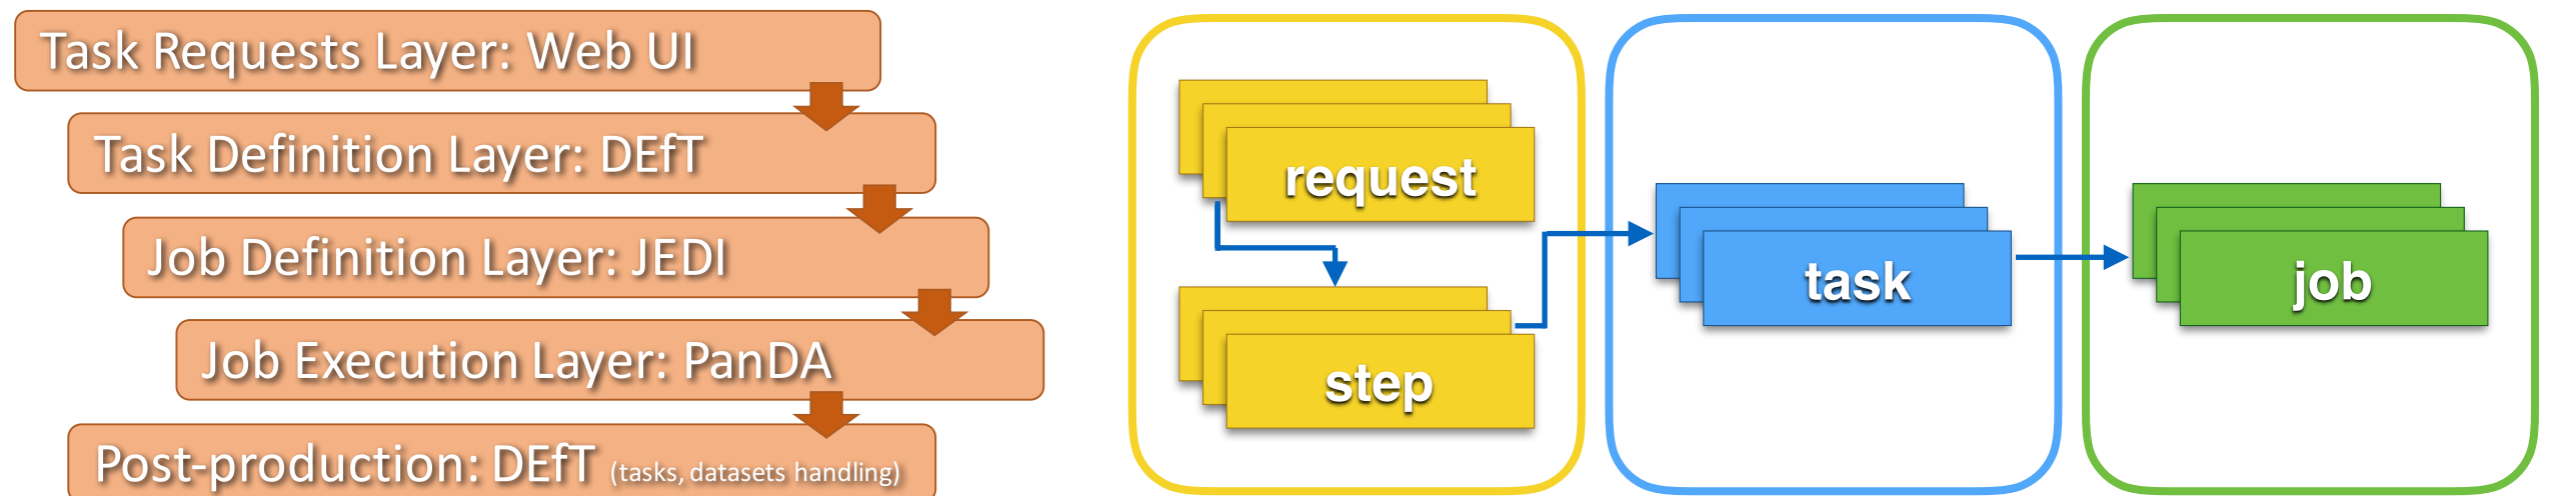 Task Requests Layer: Web UI
Task Definition Layer: DEfT
Job Definition Layer: JEDI
Job Execution Layer: PanDA
Post-production: DEfT (tasks, datasets handling)
request
step
task
job